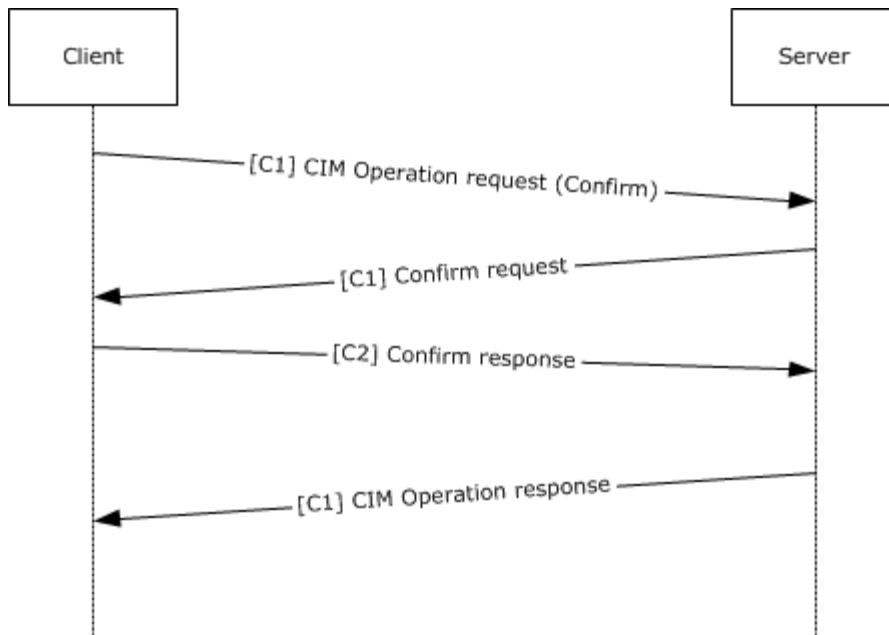 Client
Server
[C1] CIM Operation request (Confirm)
[C1] Confirm request
[C2] Confirm response
[C1] CIM Operation response